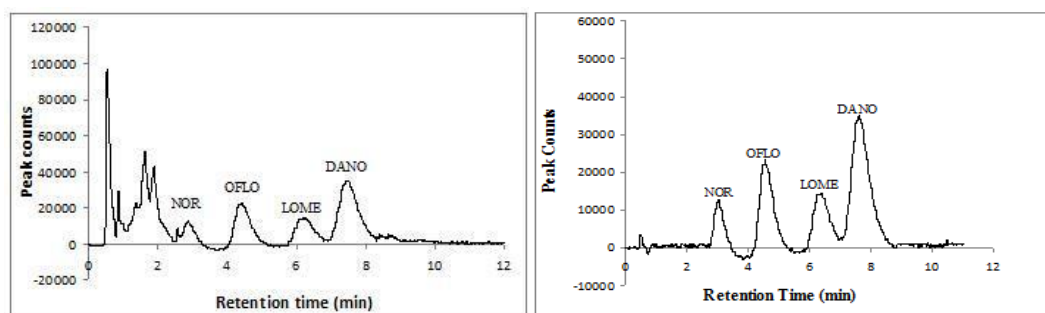 120000
100000
80000
60000
40000
20000
0
-20000
Peak counts
NOR
OFLO
LOME
DANO
0 2 4 6 8 10 12
Retention time (min)
60000
50000
40000
30000
20000
10000
0
-10000
Peak Counts
NOR
OFLO
LOME
DANO
0 2 4 6 8 10 12
Retention Time (min)